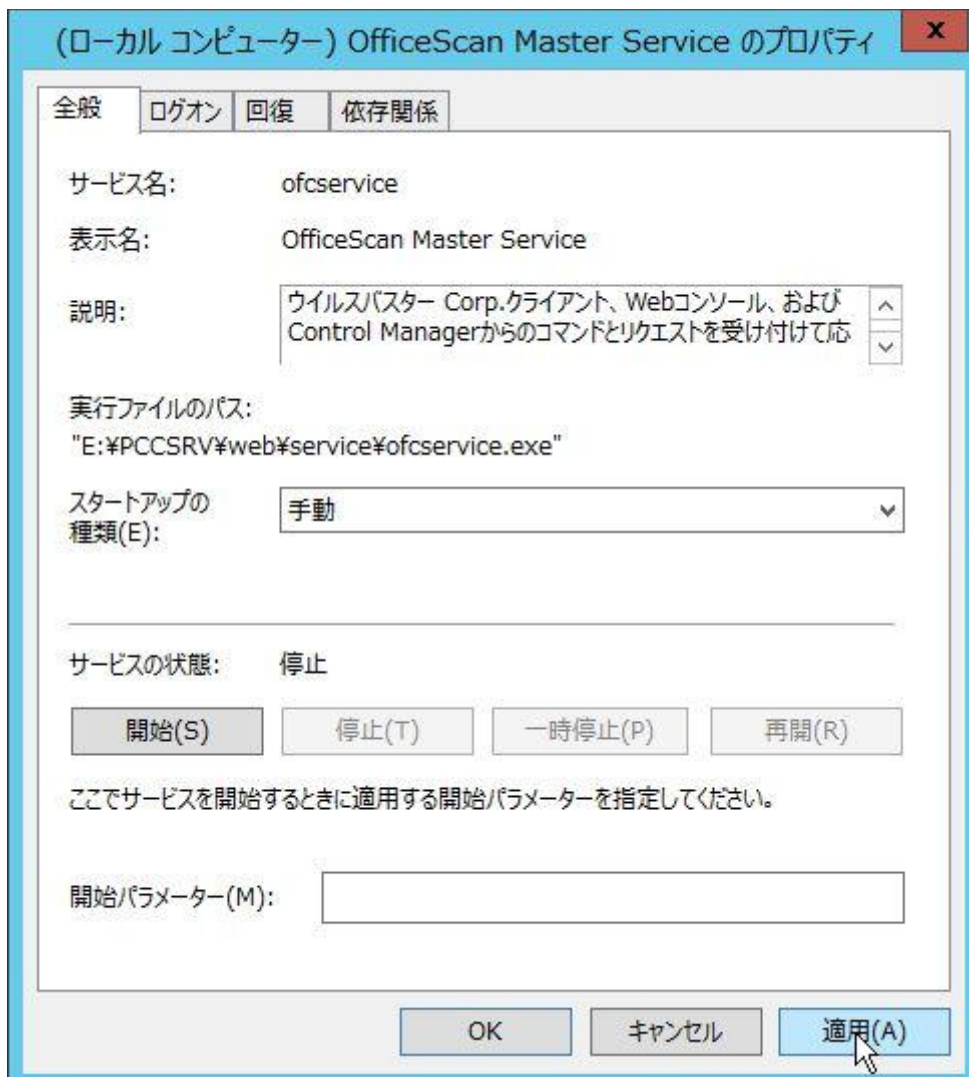 (ローカル コンピューター) OfficeScan Master Service のプロパティ
x
全般
ログオン
回復
依存関係
サービス名:
ofcservice
表示名:
OfficeScan Master Service
説明:
ウイルスバスター Corp.クライアント、Webコンソール、および
Control Managerからのコマンドとリクエストを受け付けて応
実行ファイルのパス:
"E:¥PCCSRV¥web¥service¥ofcservice.exe"
スタートアップの
種類(E):
手動
サービスの状態:
停止
開始(S)
停止(T)
一時停止(P)
再開(R)
ここでサービスを開始するときに適用する開始パラメーターを指定してください。
開始パラメーター(M):
OK
キャンセル
適用(A)